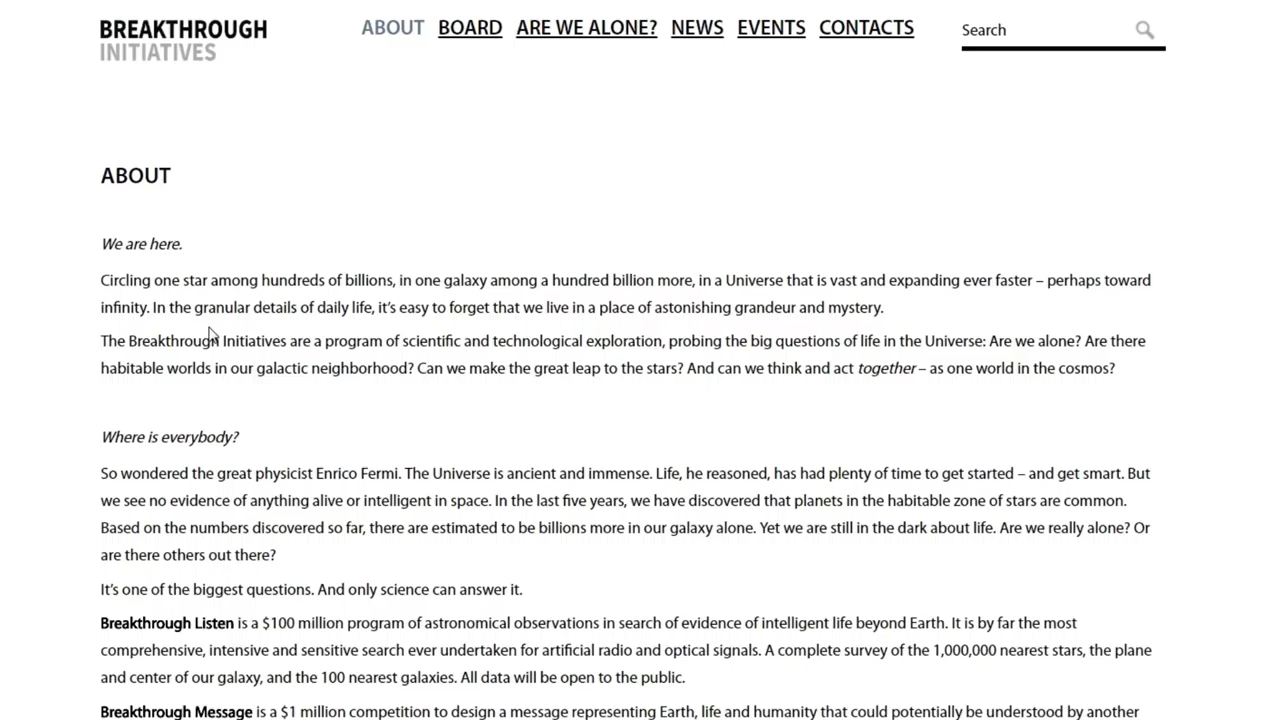 BREAKTHROUGH
INITIATIVES
ABOUT BOARD ARE WE ALONE? NEWS EVENTS CONTACTS
Search
ABOUT
We are here.
Circling one star among hundreds of billions, in one galaxy among a hundred billion more, in a Universe that is vast and expanding ever faster – perhaps toward
infinity. In the granular details of daily life, it’s easy to forget that we live in a place of astonishing grandeur and mystery.
The Breakthrough Initiatives are a program of scientific and technological exploration, probing the big questions of life in the Universe: Are we alone? Are there
habitable worlds in our galactic neighborhood? Can we make the great leap to the stars? And can we think and act together – as one world in the cosmos?
Where is everybody?
So wondered the great physicist Enrico Fermi. The Universe is ancient and immense. Life, he reasoned, has had plenty of time to get started – and get smart. But
we see no evidence of anything alive or intelligent in space. In the last five years, we have discovered that planets in the habitable zone of stars are common.
Based on the numbers discovered so far, there are estimated to be billions more in our galaxy alone. Yet we are still in the dark about life. Are we really alone? Or
are there others out there?
It’s one of the biggest questions. And only science can answer it.
Breakthrough Listen is a $100 million program of astronomical observations in search of evidence of intelligent life beyond Earth. It is by far the most
comprehensive, intensive and sensitive search ever undertaken for artificial radio and optical signals. A complete survey of the 1,000,000 nearest stars, the plane
and center of our galaxy, and the 100 nearest galaxies. All data will be open to the public.
Breakthrough Message is a $1 million competition to design a message representing Earth, life and humanity that could potentially be understood by another